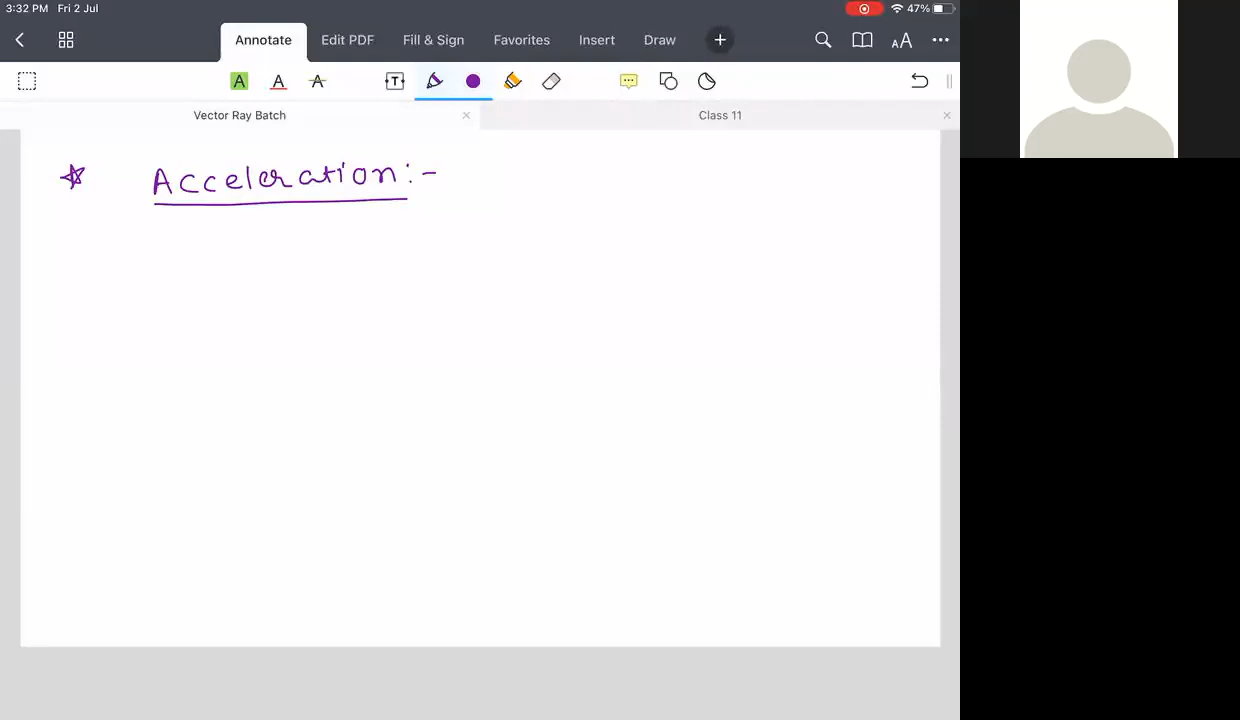 3:32 PM Fri 2 Jul 47%
Annotate Edit PDF Fill & Sign Favorites Insert Draw
A A A T AA
Vector Ray Batch Class 11
Acceleration:-